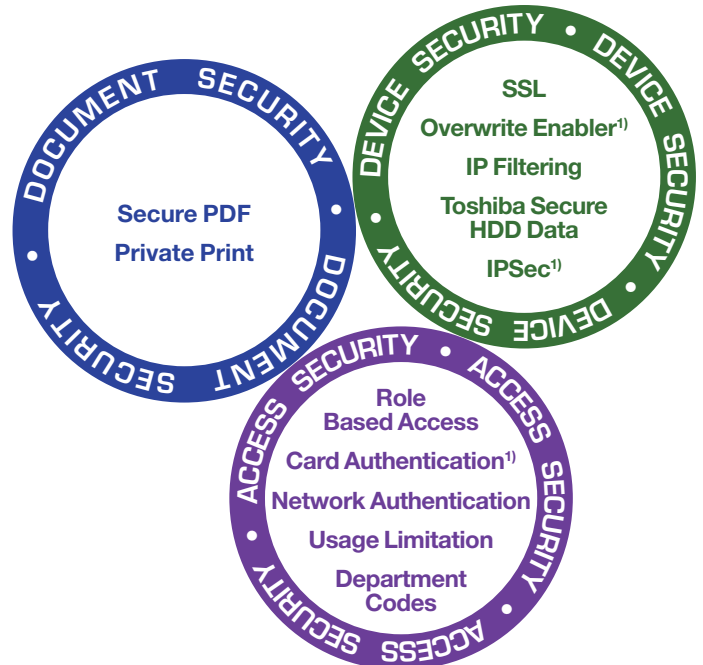 DOCUMENT SECURITY • DOCUMENT SECURITY •
Secure PDF
Private Print
DEVICE SECURITY • DEVICE SECURITY • DEVICE SECURITY •
SSL
Overwrite Enabler1)
IP Filtering
Toshiba Secure
HDD Data
IPSec1)
ACCESS SECURITY • ACCESS SECURITY • ACCESS SECURITY •
Role
Based Access
Card Authentication1)
Network Authentication
Usage Limitation
Department
Codes